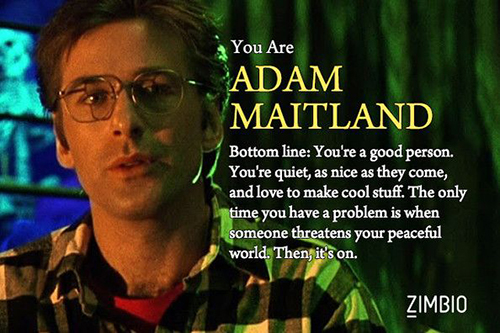 You Are
ADAM
MAITLAND
Bottom line: You're a good person.
You're quiet, as nice as they come,
and love to make cool stuff. The only
time you have a problem is when
someone threatens your peaceful
world. Then, it's on.
ZIMBIO